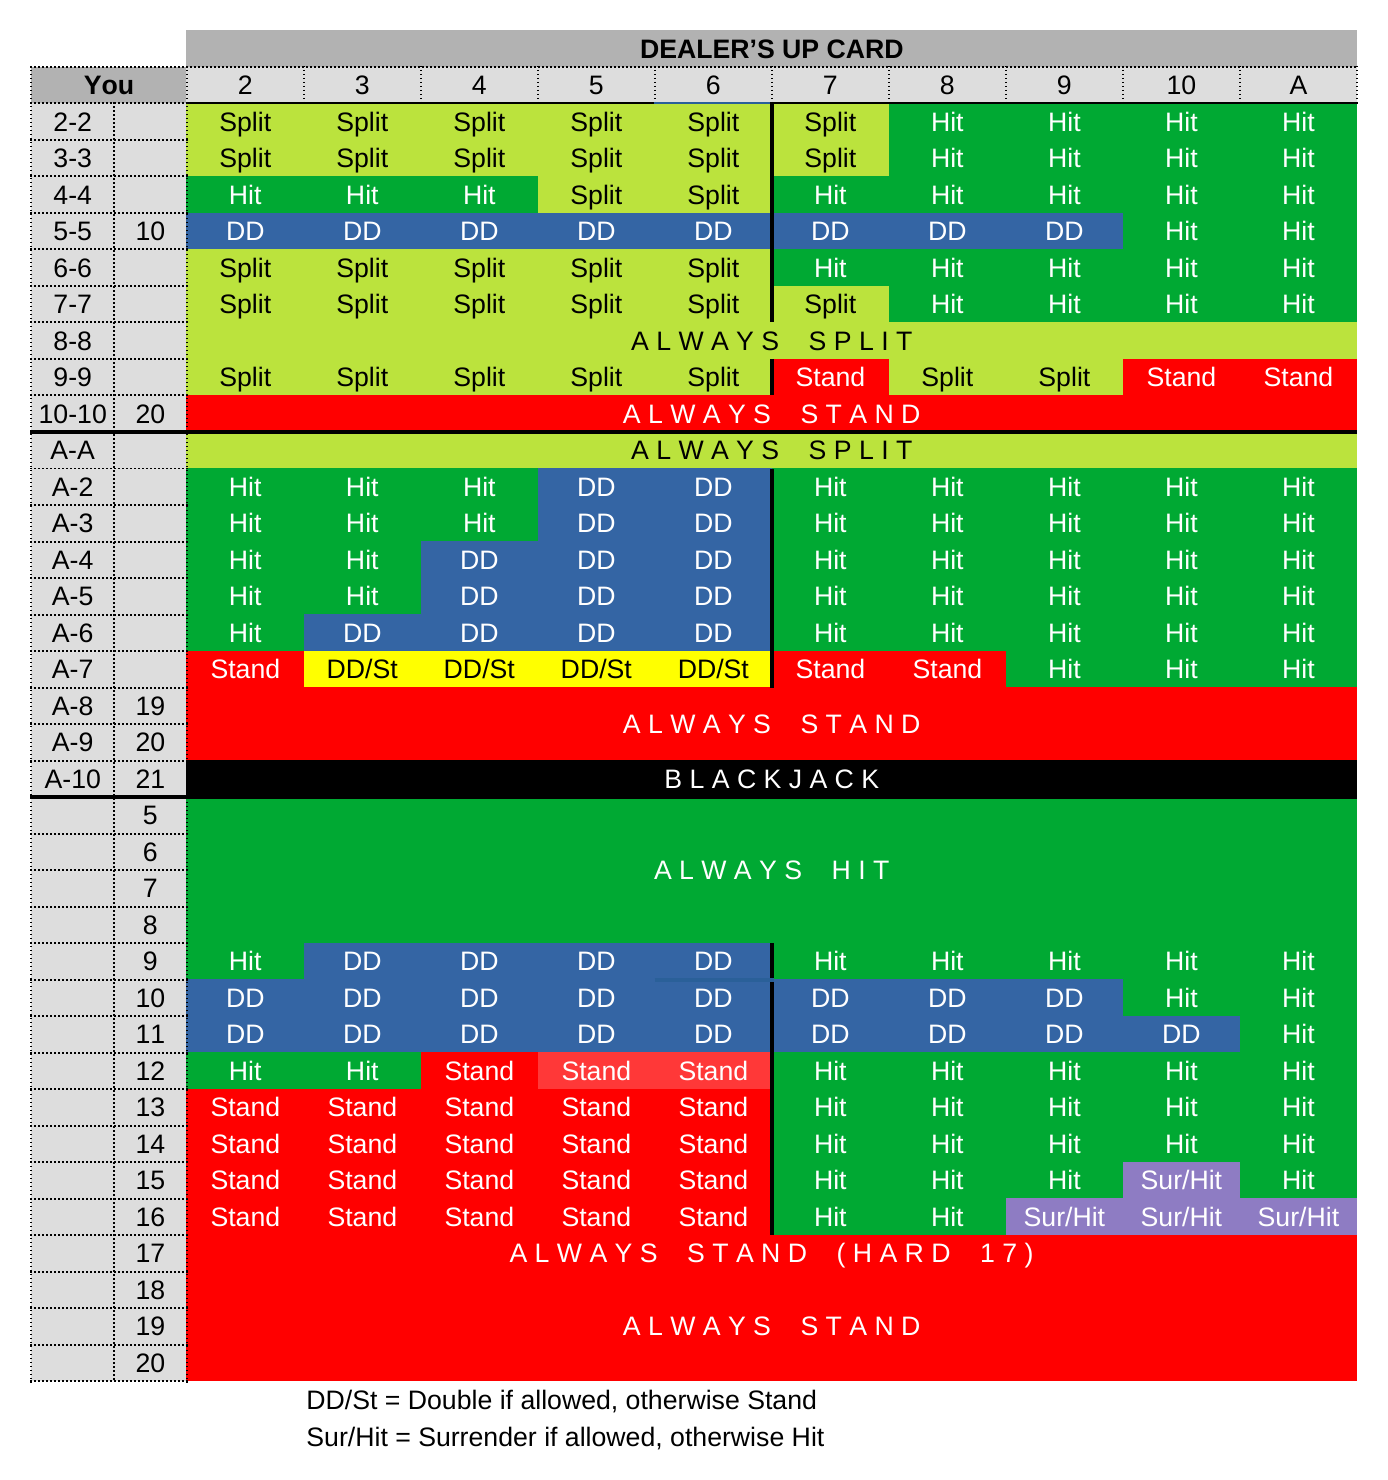 DEALER’S UP CARD
You 2 3 4 5 6 7 8 9 10 A
2-2 Split Split Split Split Split Split Hit Hit Hit Hit
3-3 Split Split Split Split Split Split Hit Hit Hit Hit
4-4 Hit Hit Hit Split Split Hit Hit Hit Hit Hit
5-5 10 DD DD DD DD DD DD DD DD Hit Hit
6-6 Split Split Split Split Split Hit Hit Hit Hit Hit
7-7 Split Split Split Split Split Split Hit Hit Hit Hit
8-8 ALWAYS SPLIT
9-9 Split Split Split Split Split Stand Split Split Stand Stand
10-10 20 ALWAYS STAND
A-A ALWAYS SPLIT
A-2 Hit Hit Hit DD DD Hit Hit Hit Hit Hit
A-3 Hit Hit Hit DD DD Hit Hit Hit Hit Hit
A-4 Hit Hit DD DD DD Hit Hit Hit Hit Hit
A-5 Hit Hit DD DD DD Hit Hit Hit Hit Hit
A-6 Hit DD DD DD DD Hit Hit Hit Hit Hit
A-7 Stand DD/St DD/St DD/St DD/St Stand Stand Hit Hit Hit
A-8 19
ALWAYS STAND
A-9 20
A-10 21 BLACKJACK
5
6
ALWAYS HIT
7
8
9 Hit DD DD DD DD Hit Hit Hit Hit Hit
10 DD DD DD DD DD DD DD DD Hit Hit
11 DD DD DD DD DD DD DD DD DD Hit
12 Hit Hit Stand Stand Stand Hit Hit Hit Hit Hit
13 Stand Stand Stand Stand Stand Hit Hit Hit Hit Hit
14 Stand Stand Stand Stand Stand Hit Hit Hit Hit Hit
15 Stand Stand Stand Stand Stand Hit Hit Hit Sur/Hit Hit
16 Stand Stand Stand Stand Stand Hit Hit Sur/Hit Sur/Hit Sur/Hit
17 ALWAYS STAND (HARD 17)
18
19 ALWAYS STAND
20
DD/St = Double if allowed, otherwise Stand
Sur/Hit = Surrender if allowed, otherwise Hit